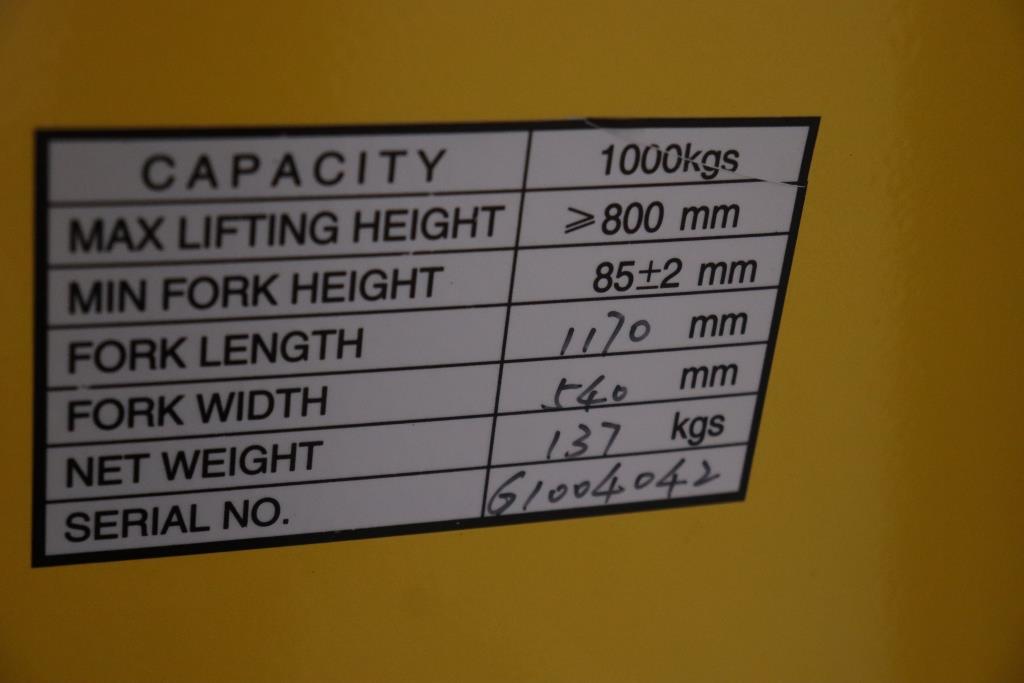 CAPACITY 1000kgs
MAX LIFTING HEIGHT ⩾800 mm
MIN FORK HEIGHT 85±2 mm
FORK LENGTH 1170 mm
FORK WIDTH 540 mm
NET WEIGHT 137 kgs
SERIAL NO. G1004042